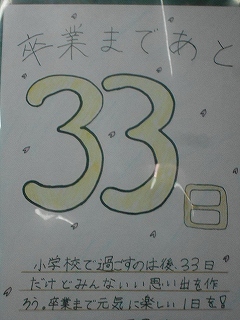 卒業まであと
33日
小学校で過ごすのは後、33日
だけどみんないい思い出を作
ろう。卒業まで元気に楽しい1日を!